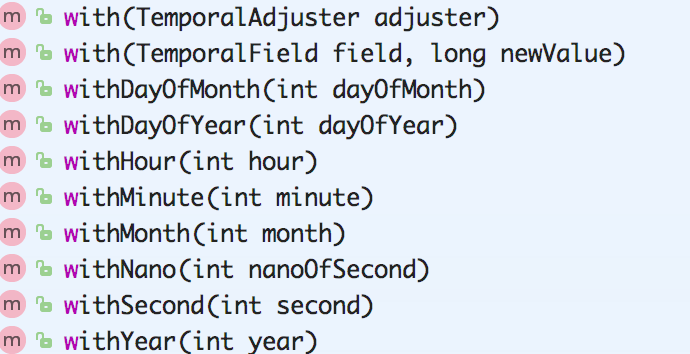 m with(TemporalAdjuster adjuster)
m with(TemporalField field, long newValue)
m withDayOfMonth(int dayOfMonth)
m withDayOfYear(int dayOfYear)
m withHour(int hour)
m withMinute(int minute)
m withMonth(int month)
m withNano(int nanoOfSecond)
m withSecond(int second)
m withYear(int year)